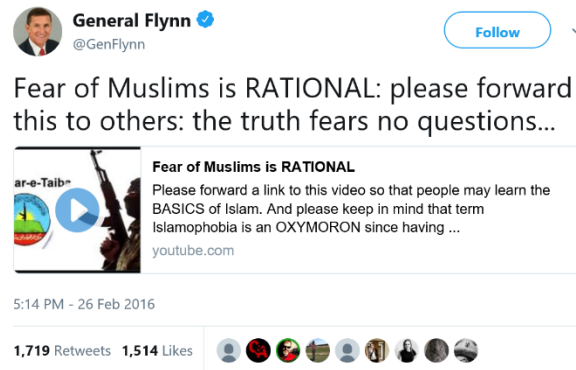 General Flynn
@GenFlynn
Follow
Fear of Muslims is RATIONAL: please forward
this to others: the truth fears no questions...
ar-e-Taib
Fear of Muslims is RATIONAL
Please forward a link to this video so that people may learn the
BASICS of Islam. And please keep in mind that term
Islamophobia is an OXYMORON since having ...
youtube.com
5:14 PM - 26 Feb 2016
1,719 Retweets 1,514 Likes